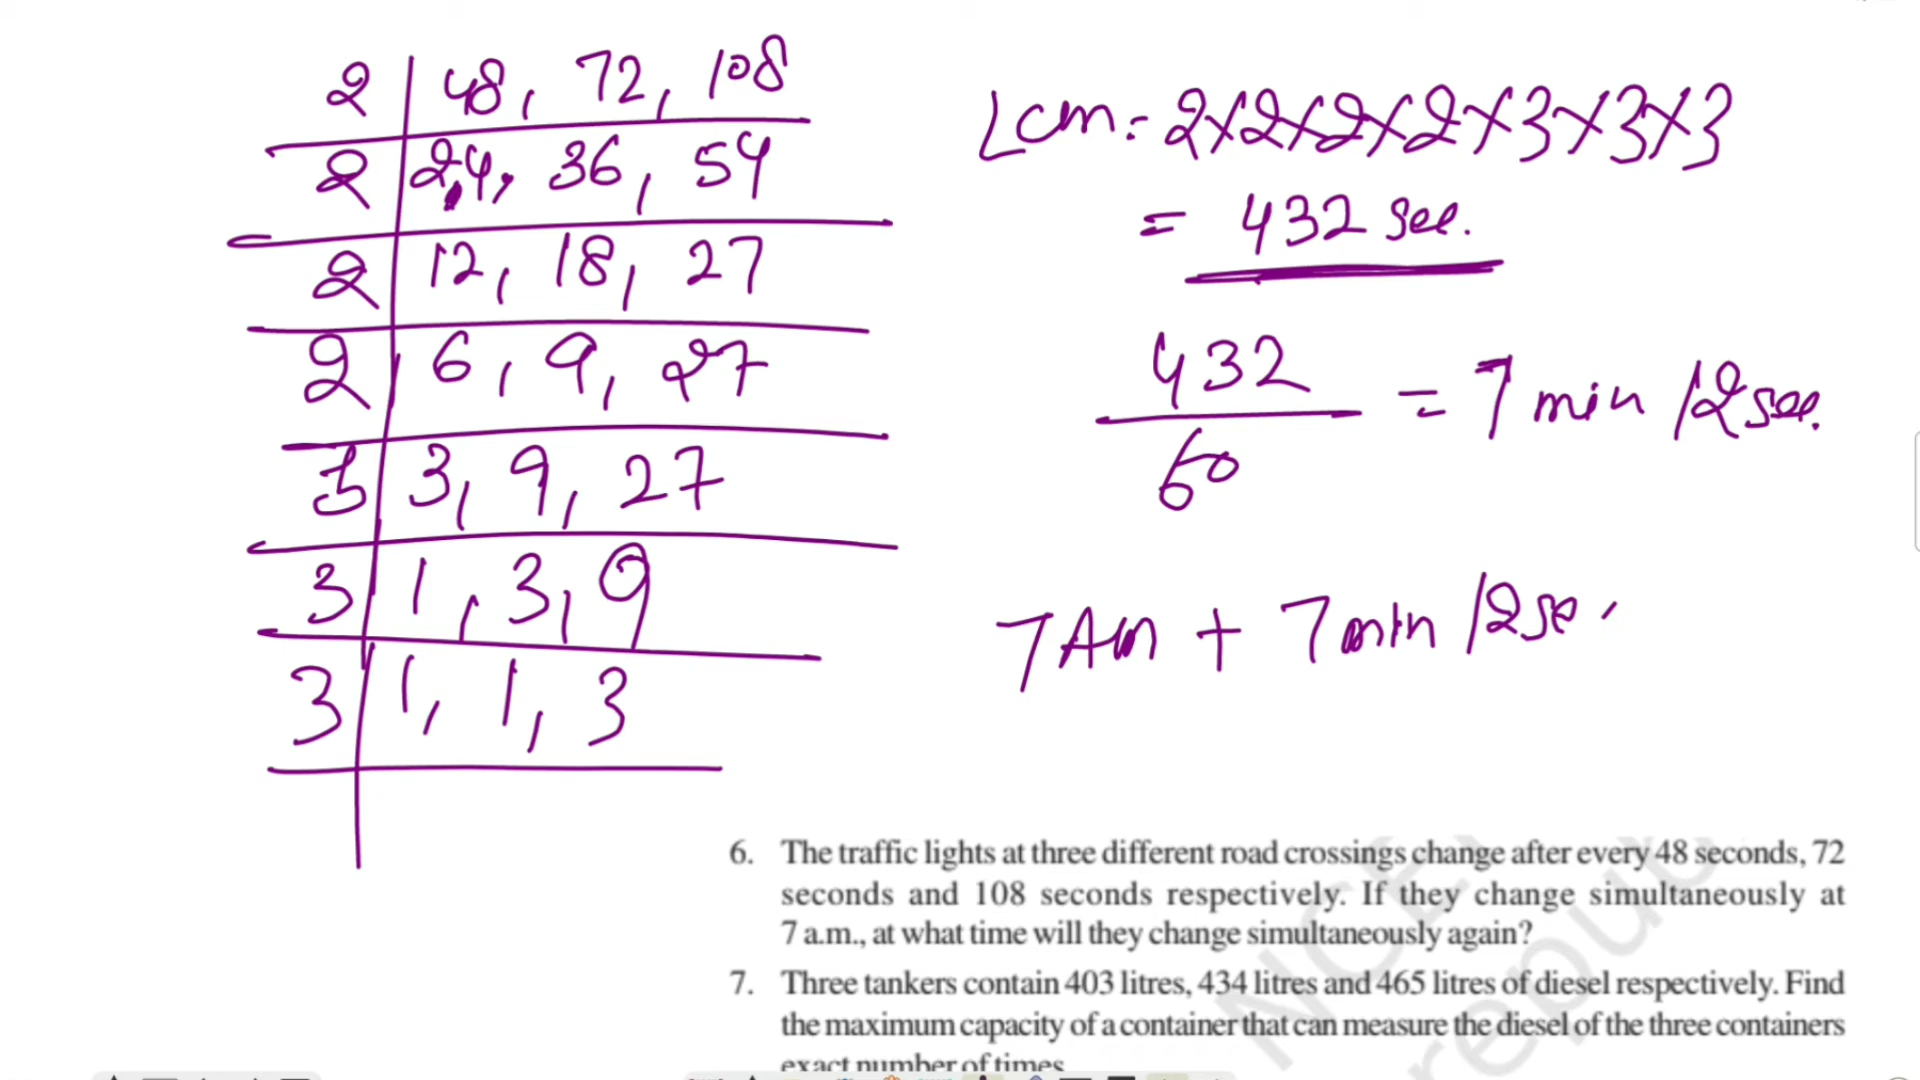 2 | 48, 72, 108
2 | 24, 36, 54
2 | 12, 18, 27
2 | 6, 9, 27
3 | 3, 9, 27
3 | 1, 3, 9
3 | 1, 1, 3
Lcm = 2×2×2×2×3×3×3
= 432 sec.
432
60
= 7 min 12 sec.
7 Am + 7 min 12 se.
6. The traffic lights at three different road crossings change after every 48 seconds, 72
seconds and 108 seconds respectively. If they change simultaneously at
7 a.m., at what time will they change simultaneously again?
7. Three tankers contain 403 litres, 434 litres and 465 litres of diesel respectively. Find
the maximum capacity of a container that can measure the diesel of the three containers
exact number of times.